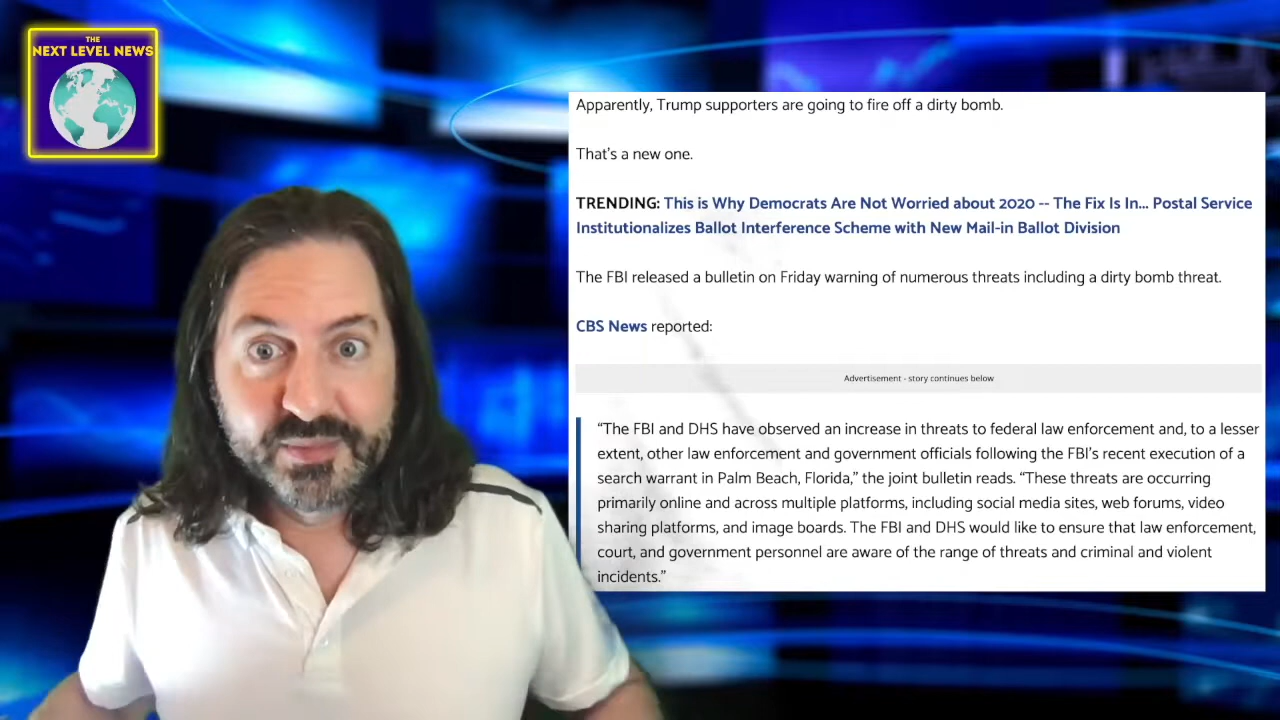 THE
NEXT LEVEL NEWS
Apparently, Trump supporters are going to fire off a dirty bomb.
That's a new one.
TRENDING: This is Why Democrats Are Not Worried about 2020 -- The Fix Is In... Postal Service
Institutionalizes Ballot Interference Scheme with New Mail-in Ballot Division
The FBI released a bulletin on Friday warning of numerous threats including a dirty bomb threat.
CBS News reported:
Advertisement - story continues below
“The FBI and DHS have observed an increase in threats to federal law enforcement and, to a lesser
extent, other law enforcement and government officials following the FBI's recent execution of a
search warrant in Palm Beach, Florida,” the joint bulletin reads. “These threats are occurring
primarily online and across multiple platforms, including social media sites, web forums, video
sharing platforms, and image boards. The FBI and DHS would like to ensure that law enforcement,
court, and government personnel are aware of the range of threats and criminal and violent
incidents.”